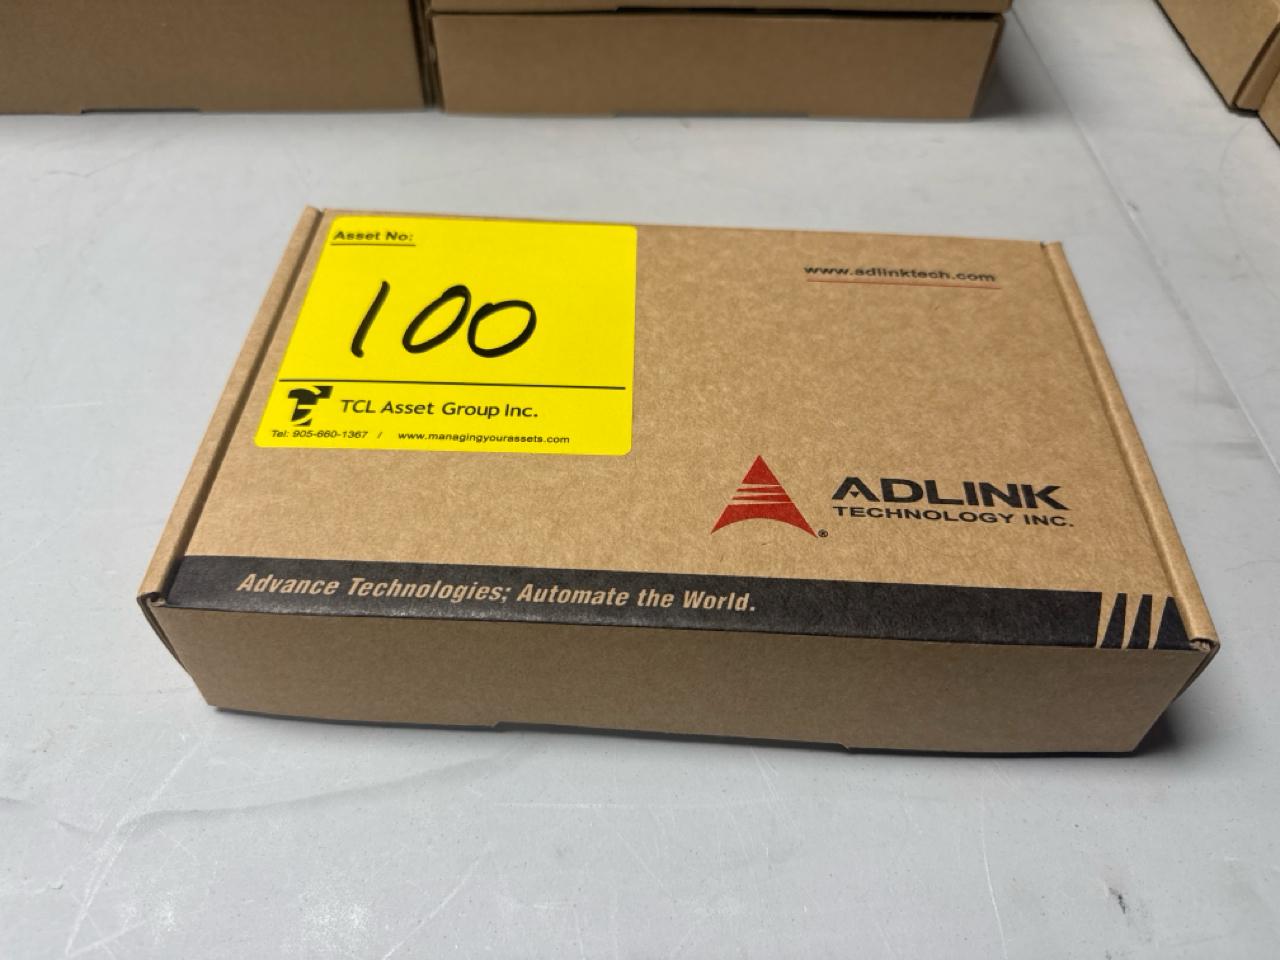 Asset No:
100
TCL Asset Group Inc.
Tel: 905-660-1367 / www.managingyourassets.com
www.adlinktech.com
ADLINK
TECHNOLOGY INC.
®
Advance Technologies; Automate the World.